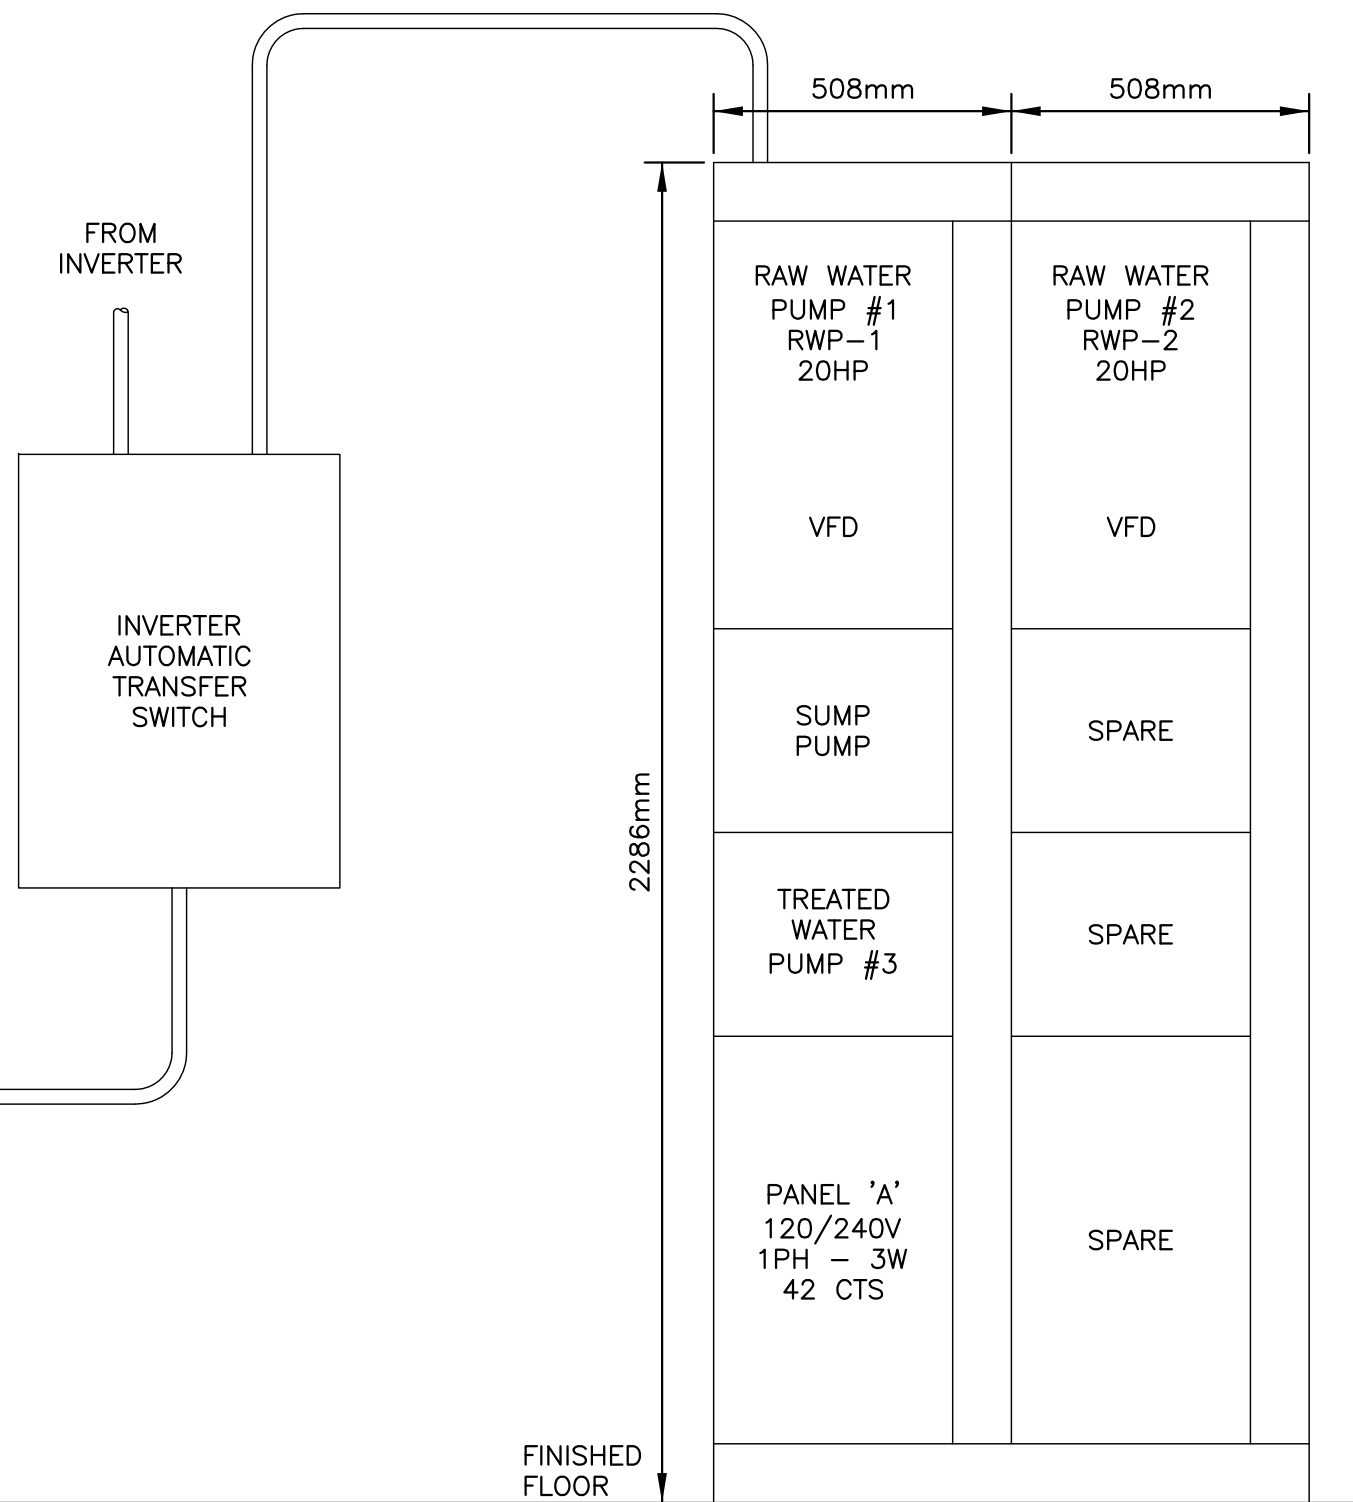 508mm
508mm
FROM
INVERTER
RAW WATER
PUMP #1
RWP-1
20HP
RAW WATER
PUMP #2
RWP-2
20HP
VFD
VFD
INVERTER
AUTOMATIC
TRANSFER
SWITCH
SUMP
PUMP
SPARE
2286mm
TREATED
WATER
PUMP #3
SPARE
PANEL 'A'
120/240V
1PH - 3W
42 CTS
SPARE
FINISHED
FLOOR